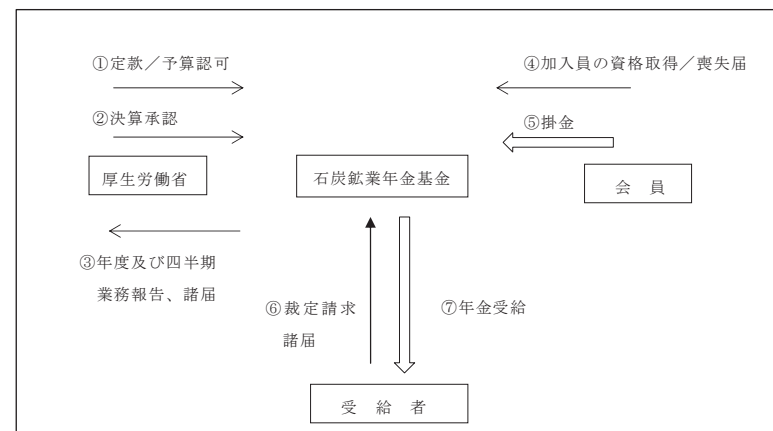 ①定款／予算認可
④加入員の資格取得／喪失届
②決算承認
⑤掛金
厚生労働省
石炭鉱業年金基金
会　員
③年度及び四半期
業務報告、諸届
⑥裁定請求
諸届
⑦年金受給
受　給　者